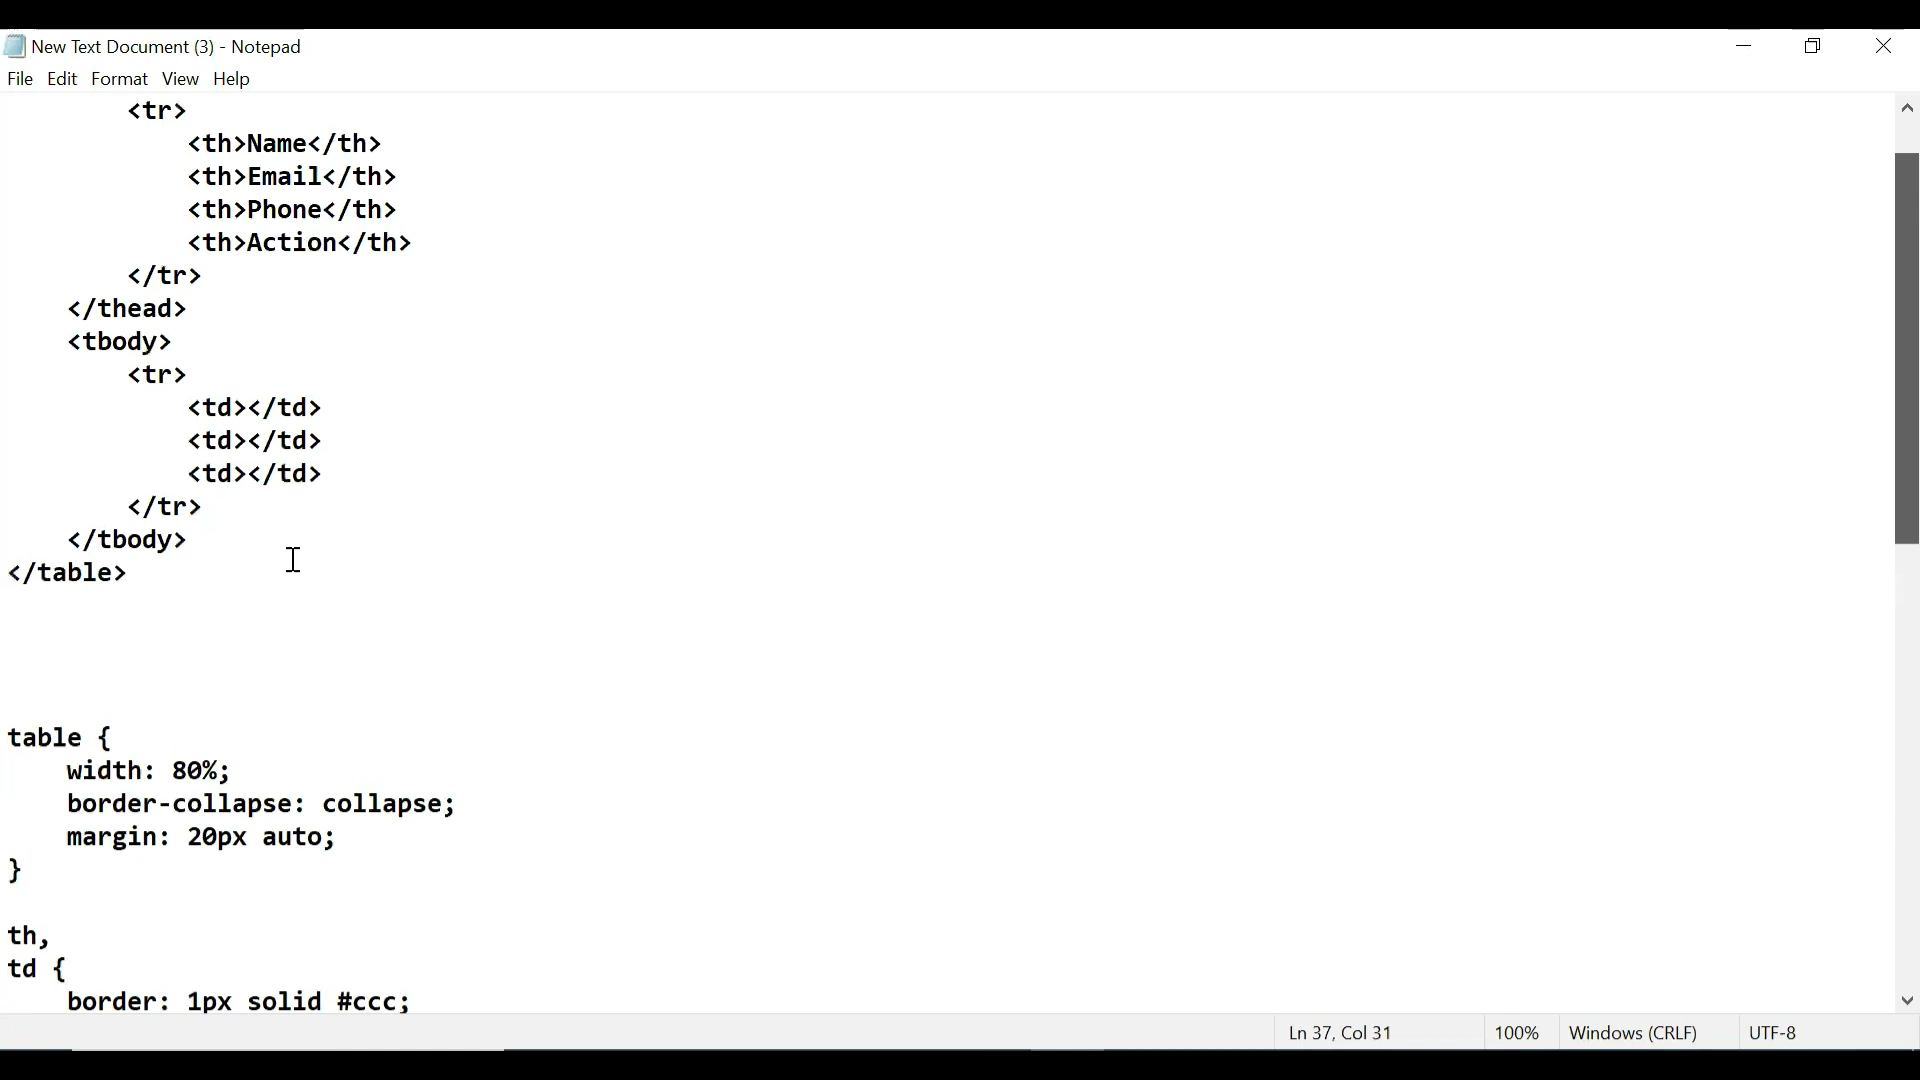 New Text Document (3) - Notepad
File Edit Format View Help
        <tr>
            <th>Name</th>
            <th>Email</th>
            <th>Phone</th>
            <th>Action</th>
        </tr>
    </thead>
    <tbody>
        <tr>
            <td></td>
            <td></td>
            <td></td>
        </tr>
    </tbody>
</table>
table {
    width: 80%;
    border-collapse: collapse;
    margin: 20px auto;
}
th,
td {
    border: 1px solid #ccc;
Ln 37, Col 31 100% Windows (CRLF) UTF-8